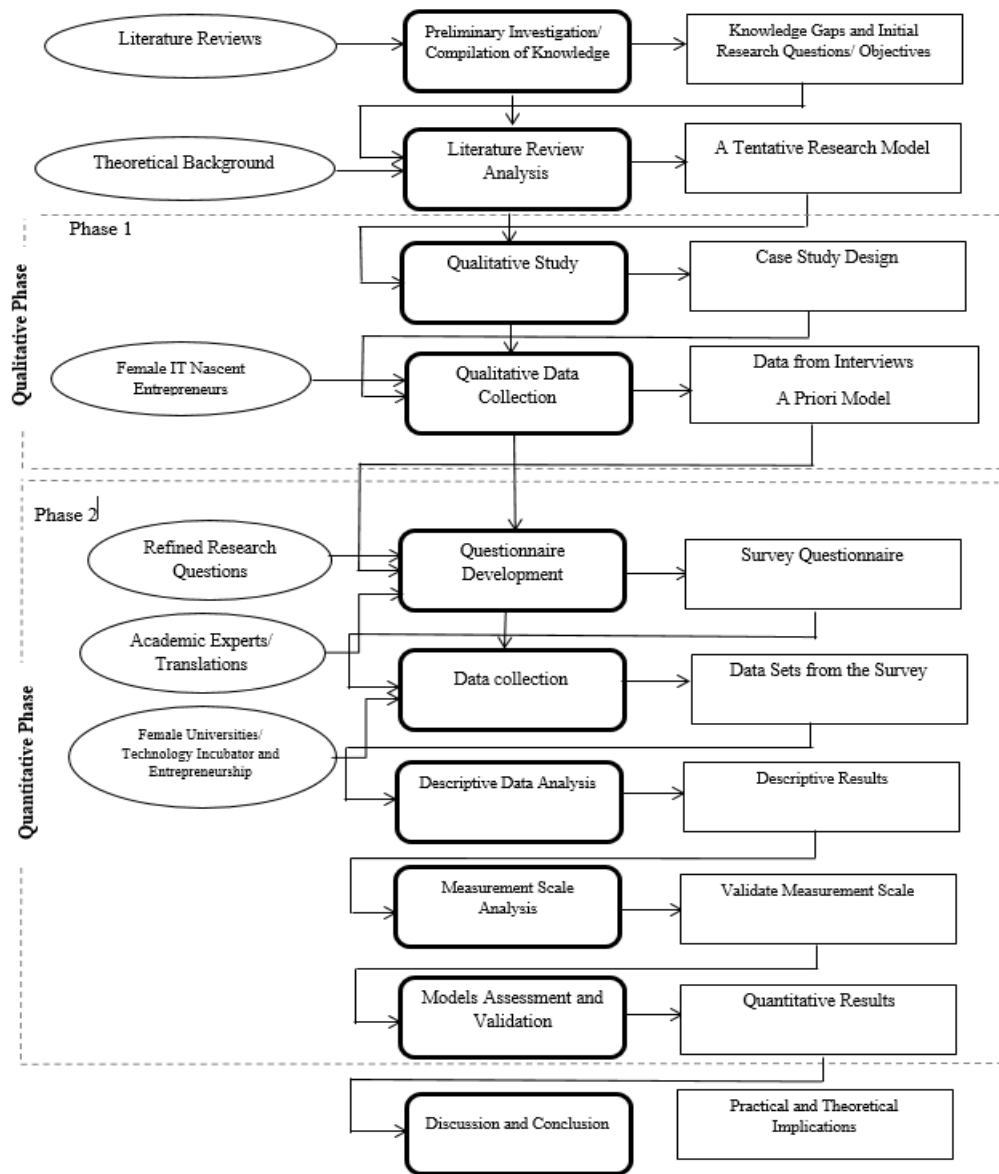 Literature Reviews
Preliminary Investigation/
Compilation of Knowledge
Knowledge Gaps and Initial
Research Questions/ Objectives
Theoretical Background
Literature Review
Analysis
A Tentative Research Model
Qualitative Phase
Phase 1
Qualitative Study
Case Study Design
Female IT Nascent
Entrepreneurs
Qualitative Data
Collection
Data from Interviews
A Priori Model
Quantitative Phase
Phase 2
Refined Research
Questions
Questionnaire
Development
Survey Questionnaire
Academic Experts/
Translations
Data collection
Data Sets from the Survey
Female Universities/
Technology Incubator and
Entrepreneurship
Descriptive Data Analysis
Descriptive Results
Measurement Scale
Analysis
Validate Measurement Scale
Models Assessment and
Validation
Quantitative Results
Discussion and Conclusion
Practical and Theoretical
Implications